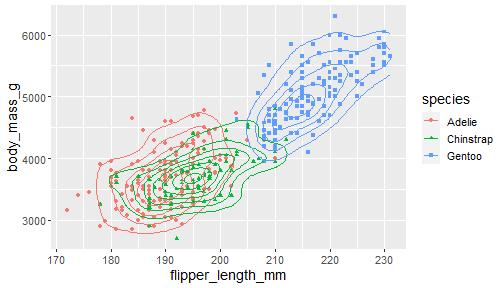 6000
5000
4000
3000
body_mass_g
170 180 190 200 210 220 230
flipper_length_mm
species
Adelie
Chinstrap
Gentoo